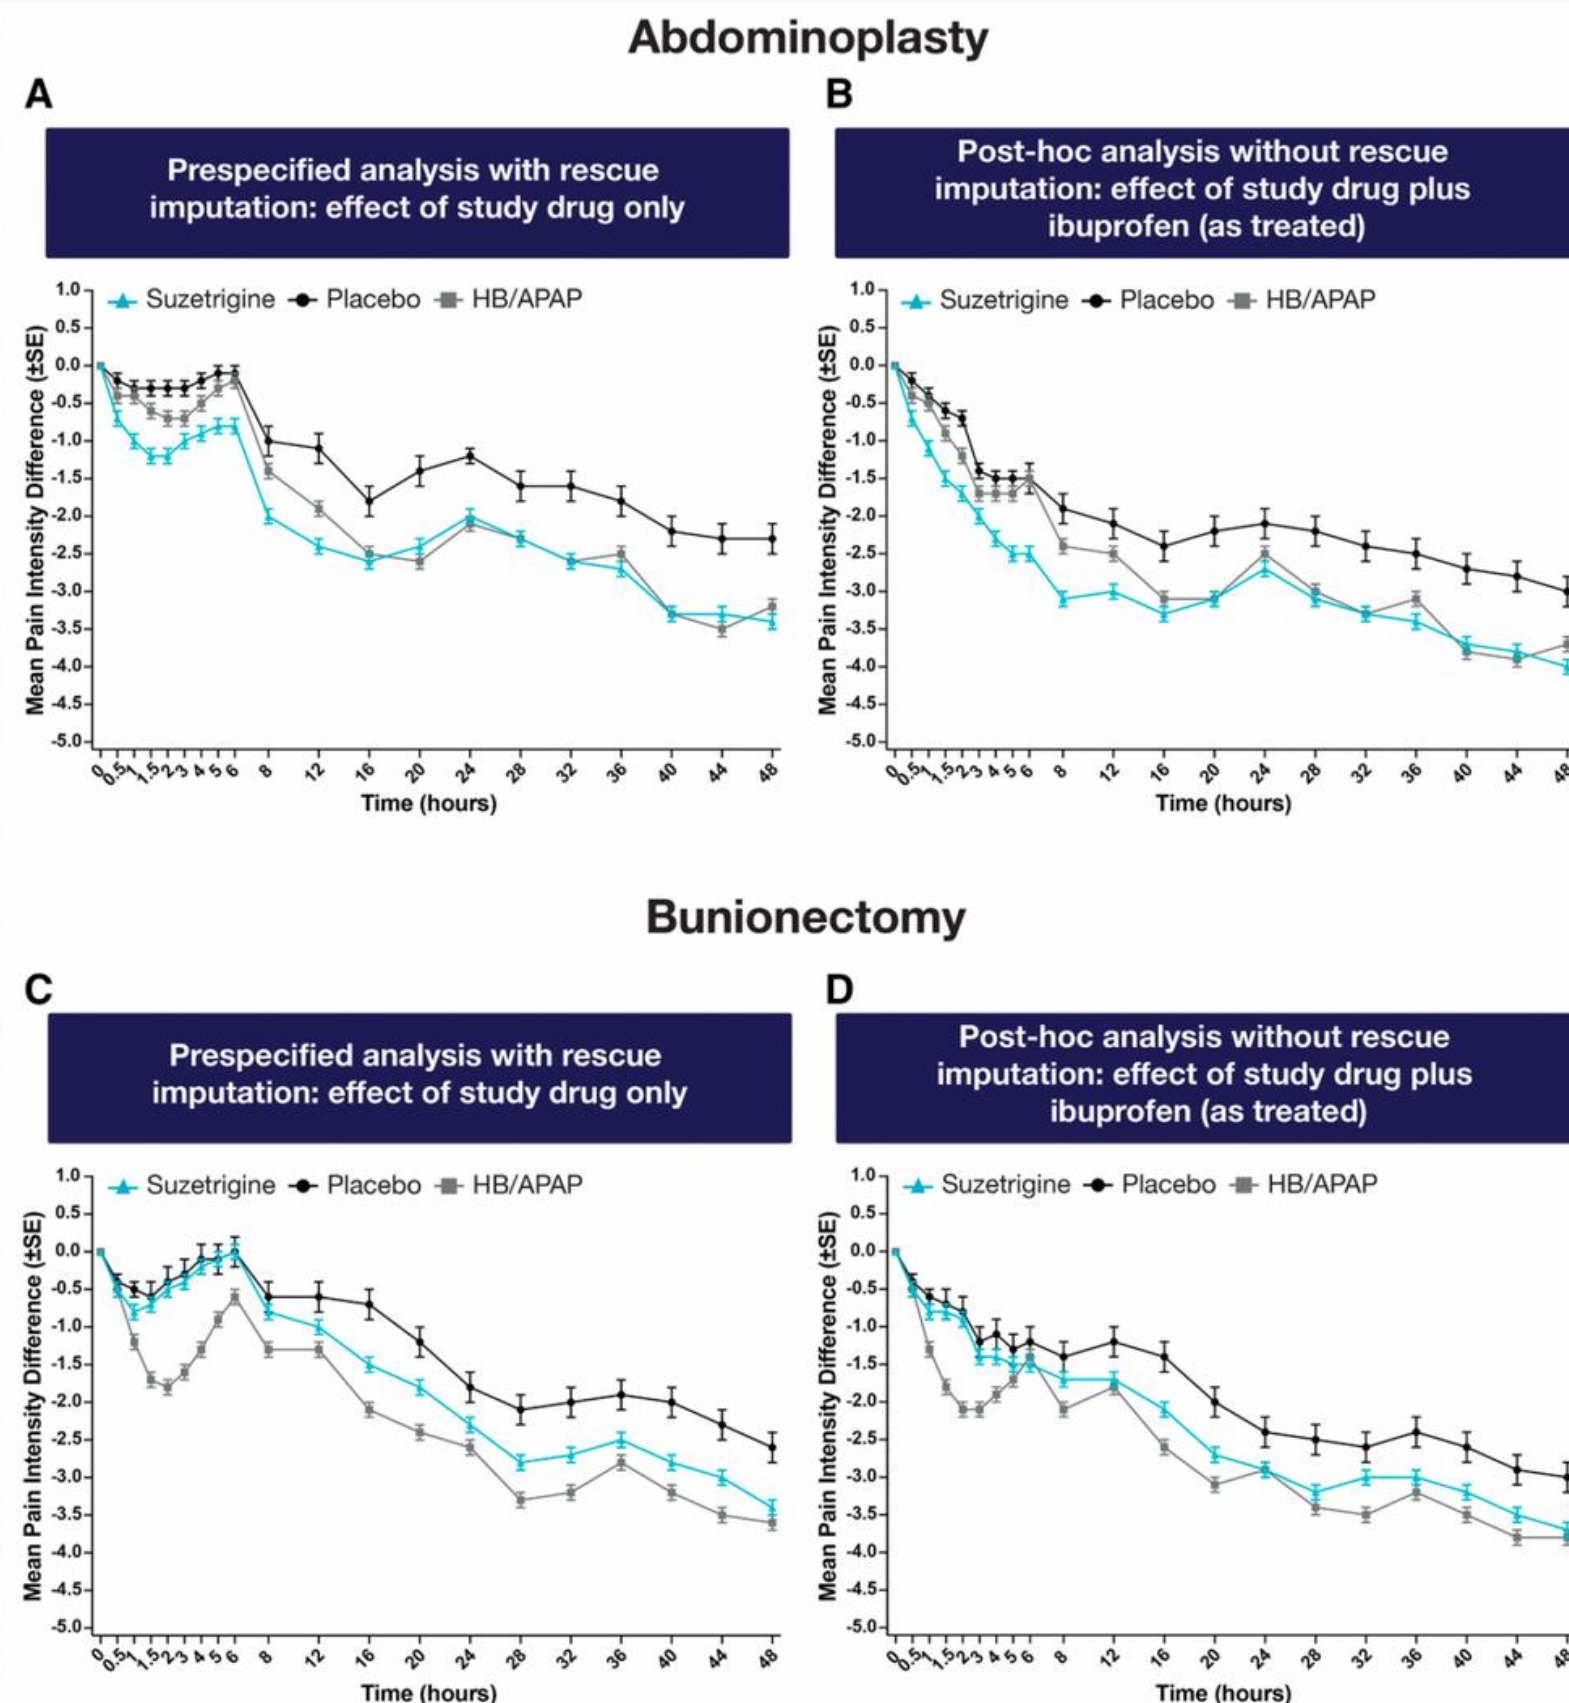 Abdominoplasty
A
Prespecified analysis with rescue
imputation: effect of study drug only
Suzetrigine Placebo HB/APAP
Mean Pain Intensity Difference (±SE)
1.0
0.5
0.0
-0.5
-1.0
-1.5
-2.0
-2.5
-3.0
-3.5
-4.0
-4.5
-5.0
0 0.5 1 1.5 2 3 4 5 6 8 12 16 20 24 28 32 36 40 44 48
Time (hours)
B
Post-hoc analysis without rescue
imputation: effect of study drug plus
ibuprofen (as treated)
Suzetrigine Placebo HB/APAP
Mean Pain Intensity Difference (±SE)
1.0
0.5
0.0
-0.5
-1.0
-1.5
-2.0
-2.5
-3.0
-3.5
-4.0
-4.5
-5.0
0 0.5 1 1.5 2 3 4 5 6 8 12 16 20 24 28 32 36 40 44 48
Time (hours)
Bunionectomy
C
Prespecified analysis with rescue
imputation: effect of study drug only
Suzetrigine Placebo HB/APAP
Mean Pain Intensity Difference (±SE)
1.0
0.5
0.0
-0.5
-1.0
-1.5
-2.0
-2.5
-3.0
-3.5
-4.0
-4.5
-5.0
0 0.5 1 1.5 2 3 4 5 6 8 12 16 20 24 28 32 36 40 44 48
Time (hours)
D
Post-hoc analysis without rescue
imputation: effect of study drug plus
ibuprofen (as treated)
Suzetrigine Placebo HB/APAP
Mean Pain Intensity Difference (±SE)
1.0
0.5
0.0
-0.5
-1.0
-1.5
-2.0
-2.5
-3.0
-3.5
-4.0
-4.5
-5.0
0 0.5 1 1.5 2 3 4 5 6 8 12 16 20 24 28 32 36 40 44 48
Time (hours)